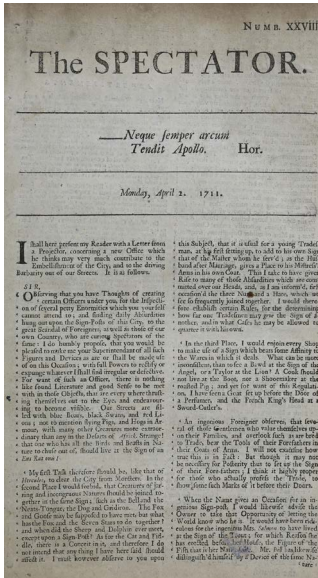 NUMB. XXVIII
The SPECTATOR.
Neque ſemper arcum
Tendit Apollo. Hor.
Monday, April 2. 1711.
I Shall here preſent my Reader with a Letter from
a Projector, concerning a new Office which
he thinks may very much contribute to the
Embelliſhment of the City, and to the driving
Barbarity out of our Streets. It is as follows.
SIR,
' OBſerving that you have Thoughts of creating
' certain Officers under you, for the Inſpecti-
on of ſeveral petty Enormities which you your ſelf
cannot attend to; and finding daily Abſurdities
hung out upon the Sign-Poſts of this City, to the
great Scandal of Foreigners, as well as thoſe of our
own Country, who are curious Spectators of the
ſame: I do humbly propoſe, that you would be
pleaſed to make me your Superintendant of all ſuch
Figures and Devices as are or ſhall be made uſe
of on this Occaſion; with full Powers to rectify or
expunge whatever I ſhall find irregular or defective.
For want of ſuch an Officer, there is nothing
like ſound Literature and good Senſe to be met
with in thoſe Objects, that are every where thruſt-
ing themſelves out to the Eye, and endeavour-
ing to become viſible. Our Streets are fil-
led with blue Boars, black Swans, and red Li-
ons; not to mention flying Pigs, and Hogs in Ar-
mour, with many other Creatures more extraor-
dinary than any in the Deſerts of Africk. Strange!
that one who has all the Birds and Beaſts in Na-
ture to chuſe out of, ſhould live at the Sign of an
Ens Rationis!
' My firſt Task therefore ſhould be, like that of
Hercules, to clear the City from Monſters. In the
ſecond Place I would forbid, that Creatures of jar-
ring and incongruous Natures ſhould be joined to-
gether in the ſame Sign; ſuch as the Bell and the
Neats-Tongue, the Dog and Gridiron. The Fox
and Gooſe may be ſuppoſed to have met; but what
has the Fox and the Seven Stars to do together?
and when did the Lamb and Dolphin ever meet,
except upon a Sign-Poſt? As for the Cat and Fid-
dle, there is a Conceit in it, and therefore I do
not intend that any thing I have here ſaid ſhould
affect it. I muſt however obſerve to you upon
' this Subject, that it is uſual for a young Tradeſ-
man, at his firſt ſetting up, to add to his own Sign
that of the Maſter whom he ſerv'd; as the Huſ-
band after Marriage, gives a Place to his Miſtreſs's
Arms in his own Coat. This I take to have given
Riſe to many of thoſe Abſurdities which are com-
mitted over our Heads, and, as I am inform'd, firſt
occaſioned the three Nuns and a Hare, which we
ſee ſo frequently joined together. I would there-
fore eſtabliſh certain Rules, for the determining
how far one Tradeſman may give the Sign of a-
nother, and in what Caſes he may be allowed to
quarter it with his own.
' In the third Place, I would enjoin every Shop
to make uſe of a Sign which bears ſome Affinity to
the Wares in which it deals. What can be more
inconſiſtent, than to ſee a Bawd at the Sign of the
Angel, or a Taylor at the Lion? A Cook ſhould
not live at the Boot, nor a Shoomaker at the
roaſted Pig; and yet for want of this Regulati-
on, I have ſeen a Goat ſet up before the Door of
a Perfumer, and the French King's Head at a
Sword-Cutler's.
' An ingenious Foreigner obſerves, that ſeve-
ral of thoſe Gentlemen who value themſelves up-
on their Families, and overlook ſuch as are bred
to Trade, bear the Tools of their Forefathers in
their Coats of Arms. I will not examine how
true this is in Fact: But though it may not
be neceſſary for Poſterity thus to ſet up the Sign
of their Fore-fathers; I think it highly proper
for thoſe who actually profeſs the Trade, to
ſhow ſome ſuch Marks of it before their Doors.
' When the Name gives an Occaſion for an in-
genious Sign-poſt, I would likewiſe adviſe the
Owner to take that Opportunity of letting the
World know who he is. It would have been ridi-
culous for the ingenious Mrs. Salmon to have lived
at the Sign of the Trout; for which Reaſon ſhe
has erected before her Houſe, the Figure of the
Fiſh that is her Nameſake. Mr. Bell has likewiſe
diſtinguiſh'd himſelf by a Device of the ſame Na-